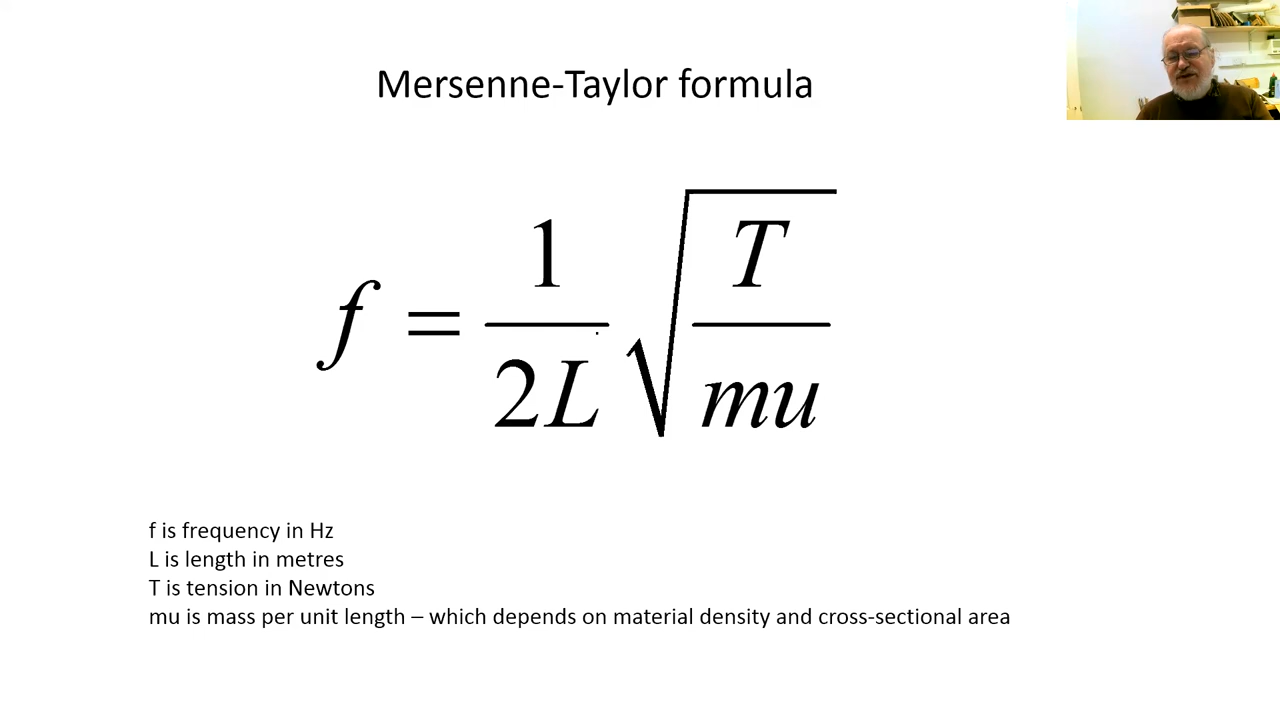 Mersenne-Taylor formula
f = 1/2L √T/mu
f is frequency in Hz
L is length in metres
T is tension in Newtons
mu is mass per unit length – which depends on material density and cross-sectional area